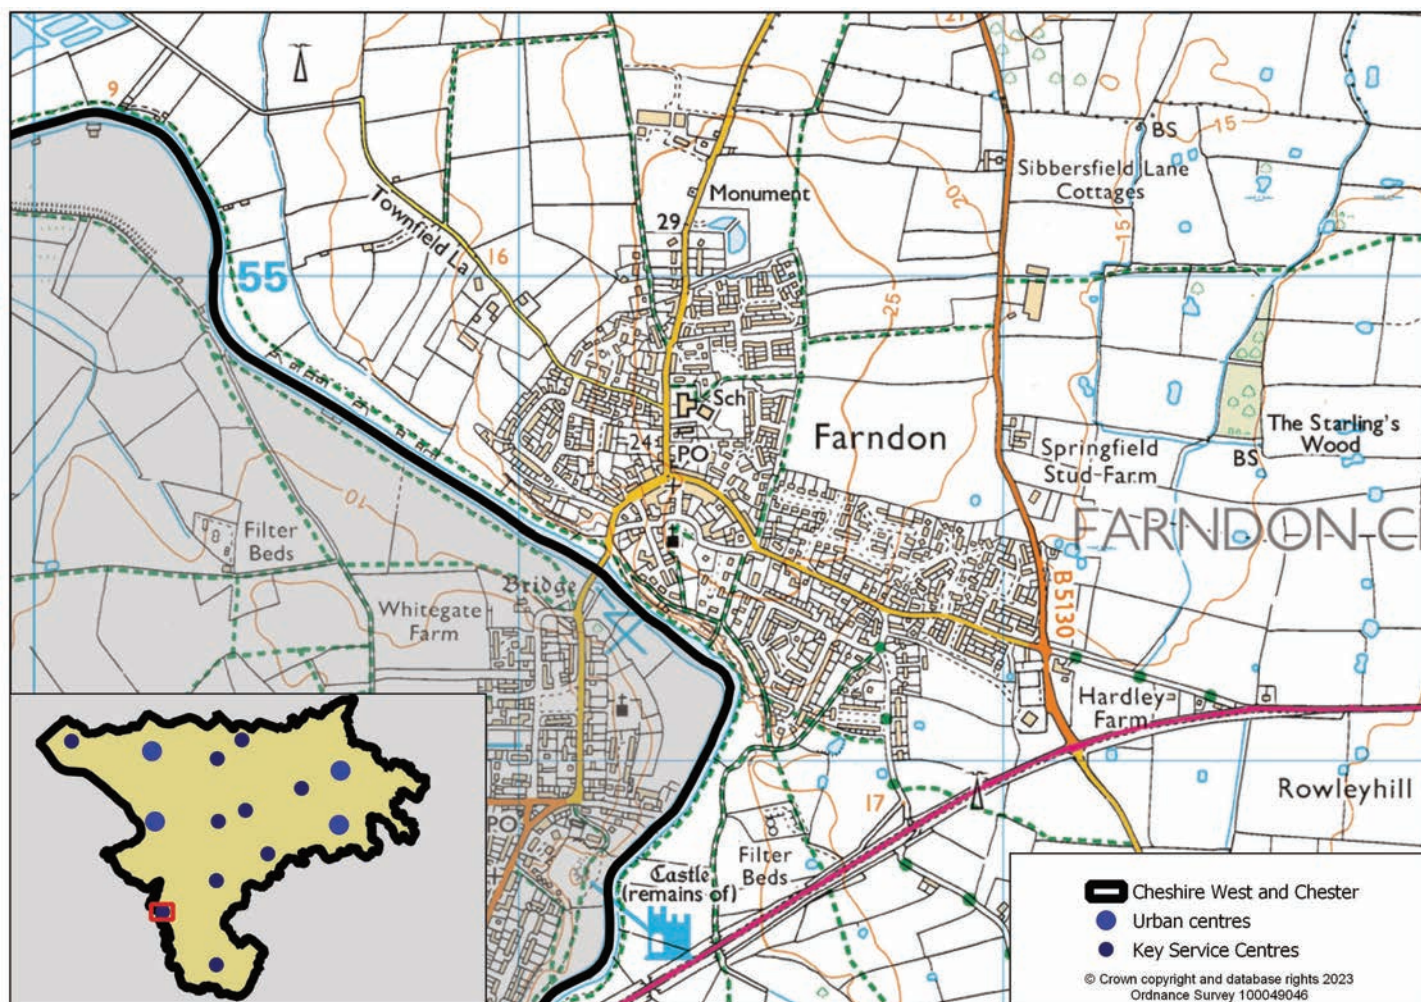 21
9
BS
15
15
Sibbersfield Lane
Cottages
20
Monument
29
Townfield La
16
55
25
Sch
24
PO
Farndon
The Starling's
Wood
Springfield
Stud-Farm
BS
10
Filter
Beds
FARNDON-C
Bridge
Whitegate
Farm
B5130
Hardley
Farm
Rowleyhill
17
PO
Filter
Beds
Castle
(remains of)
Cheshire West and Chester
Urban centres
Key Service Centres
© Crown copyright and database rights 2023
Ordnance Survey 100049046